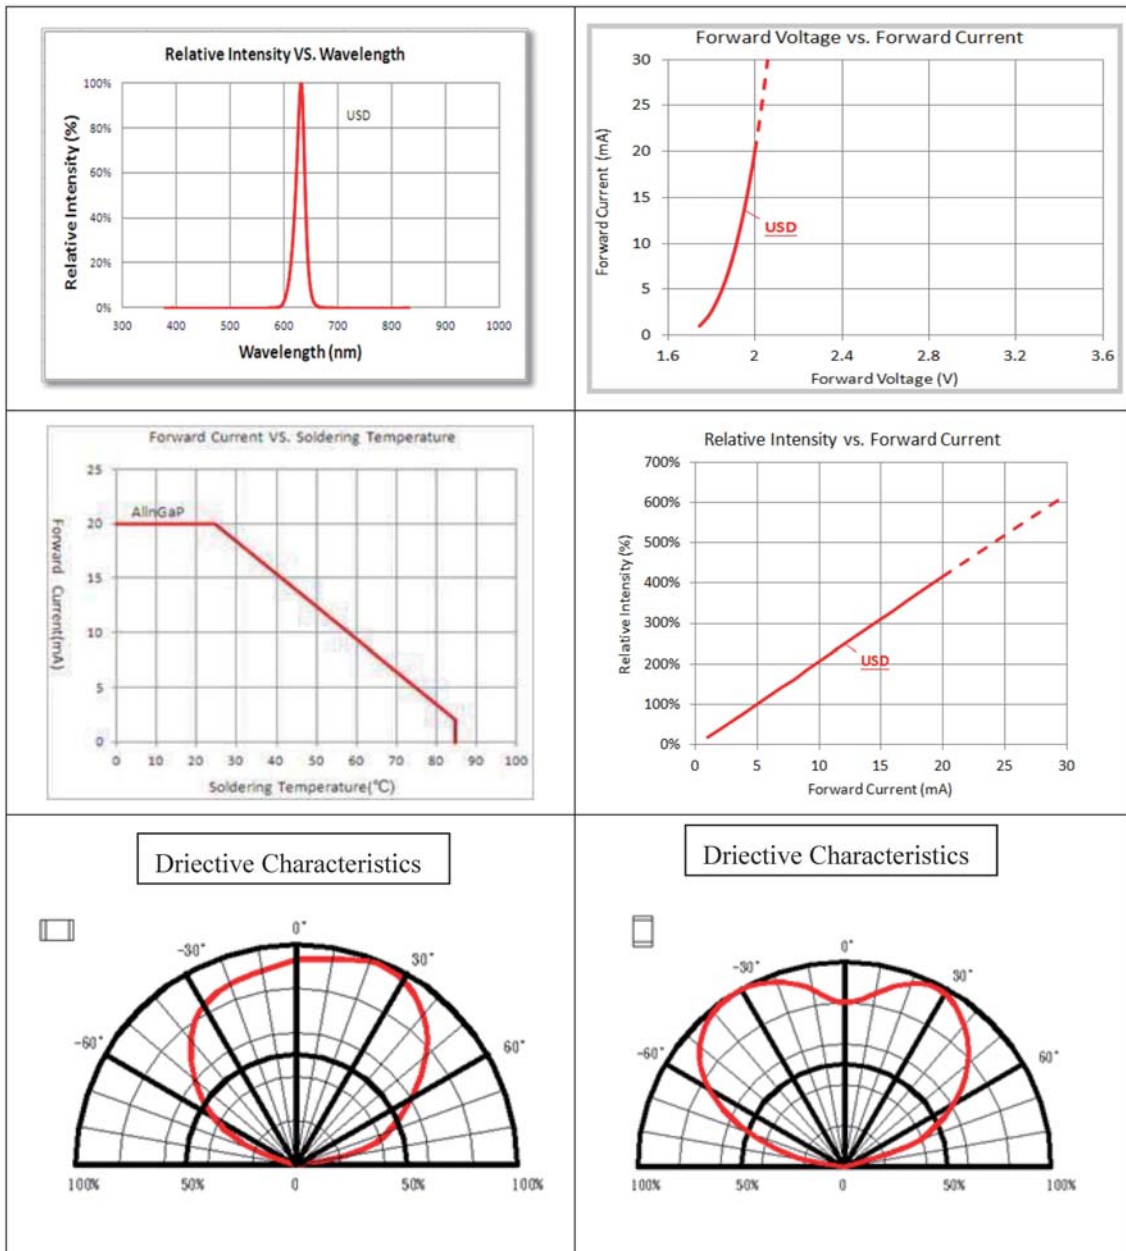 Relative Intensity VS. Wavelength
100%
80%
60%
40%
20%
0%
Relative Intensity (%)
USD
300 400 500 600 700 800 900 1000
Wavelength (nm)
Forward Voltage vs. Forward Current
30
25
20
15
10
5
0
Forward Current (mA)
USD
1.6 2 2.4 2.8 3.2 3.6
Forward Voltage (V)
Forward Current VS. Soldering Temperature
25
20
15
10
5
0
Forward Current(mA)
AlInGaP
0 10 20 30 40 50 60 70 80 90 100
Soldering Temperature(℃)
Relative Intensity vs. Forward Current
700%
600%
500%
400%
300%
200%
100%
0%
Relative Intensity (%)
USD
0 5 10 15 20 25 30
Forward Current (mA)
Driective Characteristics
0°
-30° 30°
-60° 60°
100% 50% 0 50% 100%
Driective Characteristics
0°
-30° 30°
-60° 60°
100% 50% 0 50% 100%